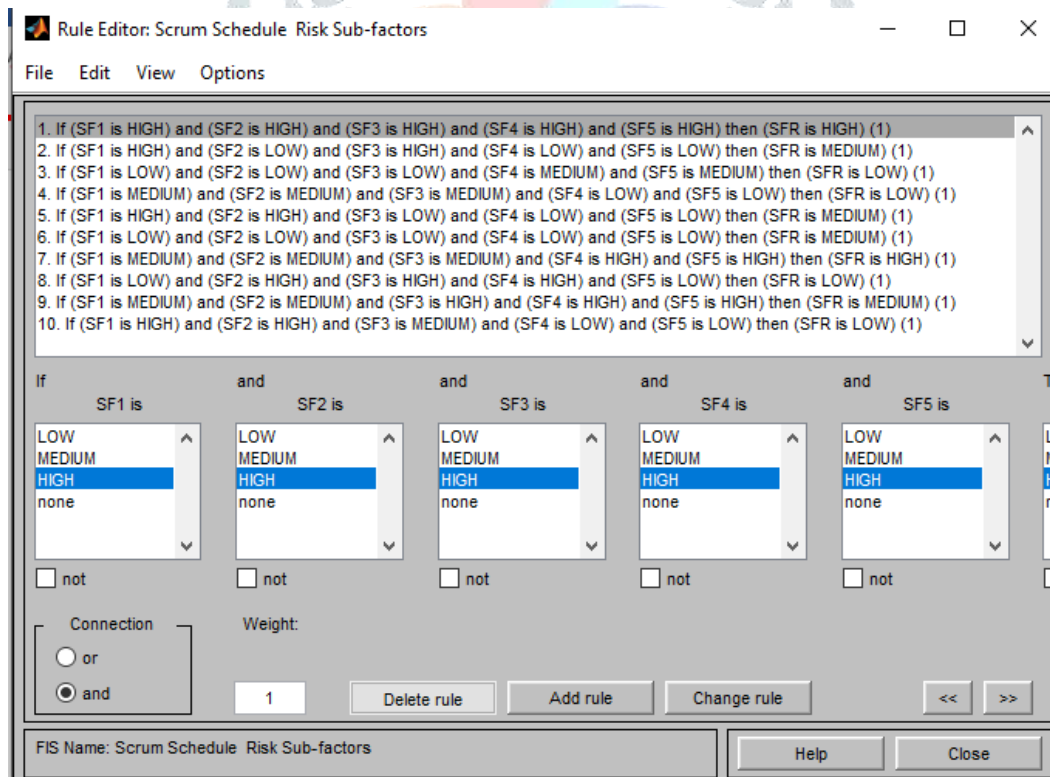 Rule Editor: Scrum Schedule Risk Sub-factors
File Edit View Options
1. If (SF1 is HIGH) and (SF2 is HIGH) and (SF3 is HIGH) and (SF4 is HIGH) and (SF5 is HIGH) then (SFR is HIGH) (1)
2. If (SF1 is HIGH) and (SF2 is LOW) and (SF3 is HIGH) and (SF4 is LOW) and (SF5 is LOW) then (SFR is MEDIUM) (1)
3. If (SF1 is LOW) and (SF2 is LOW) and (SF3 is LOW) and (SF4 is MEDIUM) and (SF5 is MEDIUM) then (SFR is LOW) (1)
4. If (SF1 is MEDIUM) and (SF2 is MEDIUM) and (SF3 is MEDIUM) and (SF4 is LOW) and (SF5 is LOW) then (SFR is LOW) (1)
5. If (SF1 is HIGH) and (SF2 is HIGH) and (SF3 is LOW) and (SF4 is LOW) and (SF5 is LOW) then (SFR is MEDIUM) (1)
6. If (SF1 is LOW) and (SF2 is LOW) and (SF3 is LOW) and (SF4 is LOW) and (SF5 is LOW) then (SFR is MEDIUM) (1)
7. If (SF1 is MEDIUM) and (SF2 is MEDIUM) and (SF3 is MEDIUM) and (SF4 is HIGH) and (SF5 is HIGH) then (SFR is HIGH) (1)
8. If (SF1 is LOW) and (SF2 is HIGH) and (SF3 is HIGH) and (SF4 is HIGH) and (SF5 is LOW) then (SFR is LOW) (1)
9. If (SF1 is MEDIUM) and (SF2 is MEDIUM) and (SF3 is HIGH) and (SF4 is HIGH) and (SF5 is HIGH) then (SFR is MEDIUM) (1)
10. If (SF1 is HIGH) and (SF2 is HIGH) and (SF3 is MEDIUM) and (SF4 is LOW) and (SF5 is LOW) then (SFR is LOW) (1)
If and and and and
SF1 is SF2 is SF3 is SF4 is SF5 is
LOW LOW LOW LOW LOW
MEDIUM MEDIUM MEDIUM MEDIUM MEDIUM
HIGH HIGH HIGH HIGH HIGH
none none none none none
not not not not not
Connection Weight:
or
and 1 Delete rule Add rule Change rule << >>
FIS Name: Scrum Schedule Risk Sub-factors Help Close